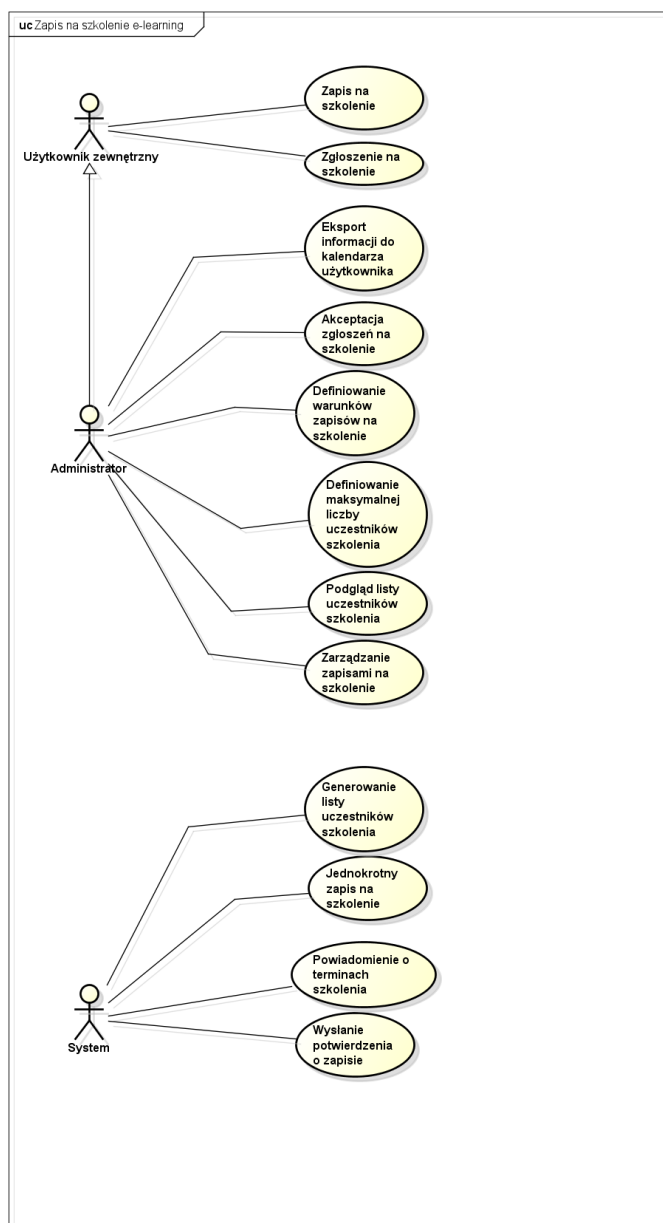 uc Zapis na szkolenie e-learning
Zapis na
szkolenie
Użytkownik zewnętrzny
Zgłoszenie na
szkolenie
Eksport
informacji do
kalendarza
użytkownika
Akceptacja
zgłoszeń na
szkolenie
Definiowanie
warunków
zapisów na
szkolenie
Administrator
Definiowanie
maksymalnej
liczby
uczestników
szkolenia
Podgląd listy
uczestników
szkolenia
Zarządzanie
zapisami na
szkolenie
Generowanie
listy
uczestników
szkolenia
Jednokrotny
zapis na
szkolenie
Powiadomienie o
terminach
szkolenia
System
Wysłanie
potwierdzenia
o zapisie